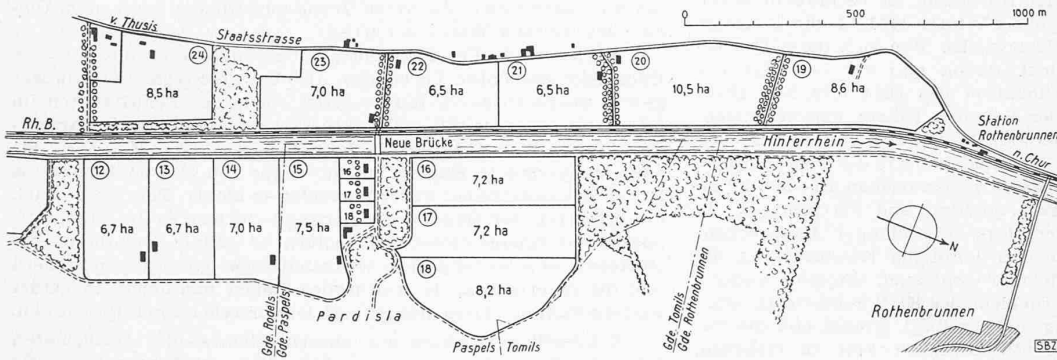 v. Thusis
Staatsstrasse
0 500 1000 m
24
23
22
21
20
19
8,5 ha
7,0 ha
6,5 ha
6,5 ha
10,5 ha
8,6 ha
Station
Rothenbrunnen
n. Chur
Rh. B.
Neue Brücke
Hinterrhein
12
13
14
15
16
17
18
16
7,2 ha
17
7,2 ha
18
8,2 ha
6,7 ha
6,7 ha
7,0 ha
7,5 ha
N
Pardisla
Gde. Rodels
Gde. Paspels
Paspels
Tomils
Gde. Tomils
Gde. Rothenbrunnen
Rothenbrunnen
SBZ